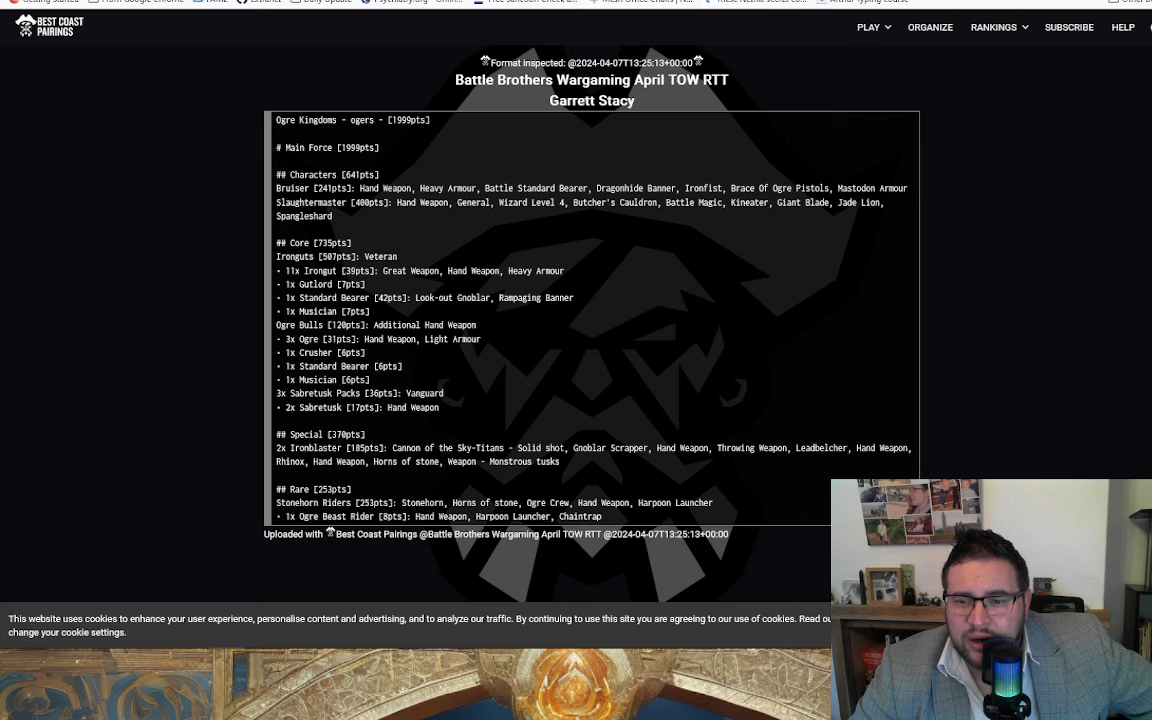 BEST COAST
PAIRINGS
PLAY
ORGANIZE
RANKINGS
SUBSCRIBE
HELP
Format inspected: @2024-04-07T13:25:13+00:00
Battle Brothers Wargaming April TOW RTT
Garrett Stacy
Ogre Kingdoms - ogers - [1999pts]
# Main Force [1999pts]
## Characters [641pts]
Bruiser [241pts]: Hand Weapon, Heavy Armour, Battle Standard Bearer, Dragonhide Banner, Ironfist, Brace Of Ogre Pistols, Mastodon Armour
Slaughtermaster [400pts]: Hand Weapon, General, Wizard Level 4, Butcher's Cauldron, Battle Magic, Kineater, Giant Blade, Jade Lion,
Spangleshard
## Core [735pts]
Ironguts [507pts]: Veteran
• 11x Irongut [39pts]: Great Weapon, Hand Weapon, Heavy Armour
• 1x Gutlord [7pts]
• 1x Standard Bearer [42pts]: Look-out Gnoblar, Rampaging Banner
• 1x Musician [7pts]
Ogre Bulls [120pts]: Additional Hand Weapon
• 3x Ogre [31pts]: Hand Weapon, Light Armour
• 1x Crusher [6pts]
• 1x Standard Bearer [6pts]
• 1x Musician [6pts]
3x Sabretusk Packs [36pts]: Vanguard
• 2x Sabretusk [17pts]: Hand Weapon
## Special [370pts]
2x Ironblaster [185pts]: Cannon of the Sky-Titans - Solid shot, Gnoblar Scrapper, Hand Weapon, Throwing Weapon, Leadbelcher, Hand Weapon,
Rhinox, Hand Weapon, Horns of stone, Weapon - Monstrous tusks
## Rare [253pts]
Stonehorn Riders [253pts]: Stonehorn, Horns of stone, Ogre Crew, Hand Weapon, Harpoon Launcher
• 1x Ogre Beast Rider [8pts]: Hand Weapon, Harpoon Launcher, Chaintrap
Uploaded with Best Coast Pairings @Battle Brothers Wargaming April TOW RTT @2024-04-07T13:25:13+00:00
This website uses cookies to enhance your user experience, personalise content and advertising, and to analyze our traffic. By continuing to use this site you are agreeing to our use of cookies. Read
change your cookie settings.